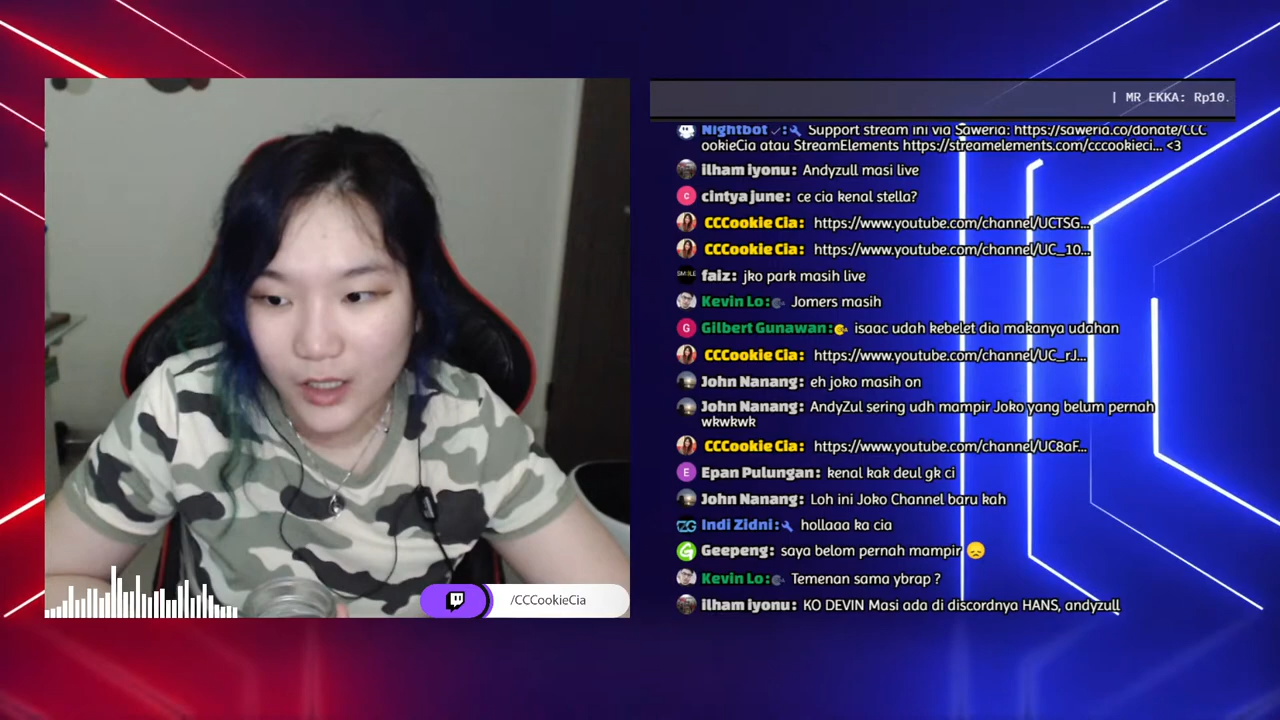 | MR EKKA: Rp10.
Nightbot: Support stream ini via Saweria: https://saweria.co/donate/CCC
ookieCia atau StreamElements https://streamelements.com/cccookieci... <3
ilham iyonu: Andyzull masi live
C cintya june: ce cia kenal stella?
CCCookie Cia: https://www.youtube.com/channel/UCTSG...
CCCookie Cia: https://www.youtube.com/channel/UC_10...
faiz: jko park masih live
Kevin Lo: Jomers masih
G Gilbert Gunawan: isaac udah kebelet dia makanya udahan
CCCookie Cia: https://www.youtube.com/channel/UC_rJ...
John Nanang: eh joko masih on
John Nanang: AndyZul sering udh mampir Joko yang belum pernah
wkwkwk
CCCookie Cia: https://www.youtube.com/channel/UC8aF...
E Epan Pulungan: kenal kak deul gk ci
John Nanang: Loh ini Joko Channel baru kah
Indi Zidni: hollaaa ka cia
Geepeng: saya belom pernah mampir 😞
Kevin Lo: Temenan sama ybrap ?
ilham iyonu: KO DEVIN Masi ada di discordnya HANS, andyzull
/CCCookieCia